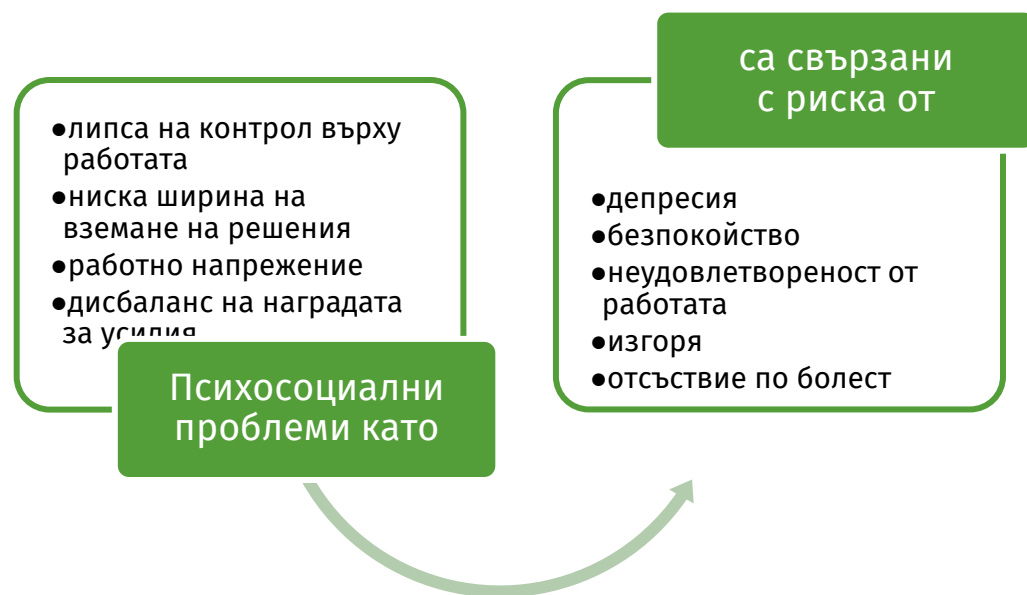 ●липса на контрол върху
работата
●ниска ширина на
вземане на решения
●работно напрежение
●дисбаланс на наградата
за усилия
Психосоциални
проблеми като
са свързани
с риска от
●депресия
●безпокойство
●неудовлетвореност от
работата
●изгоря
●отсъствие по болест